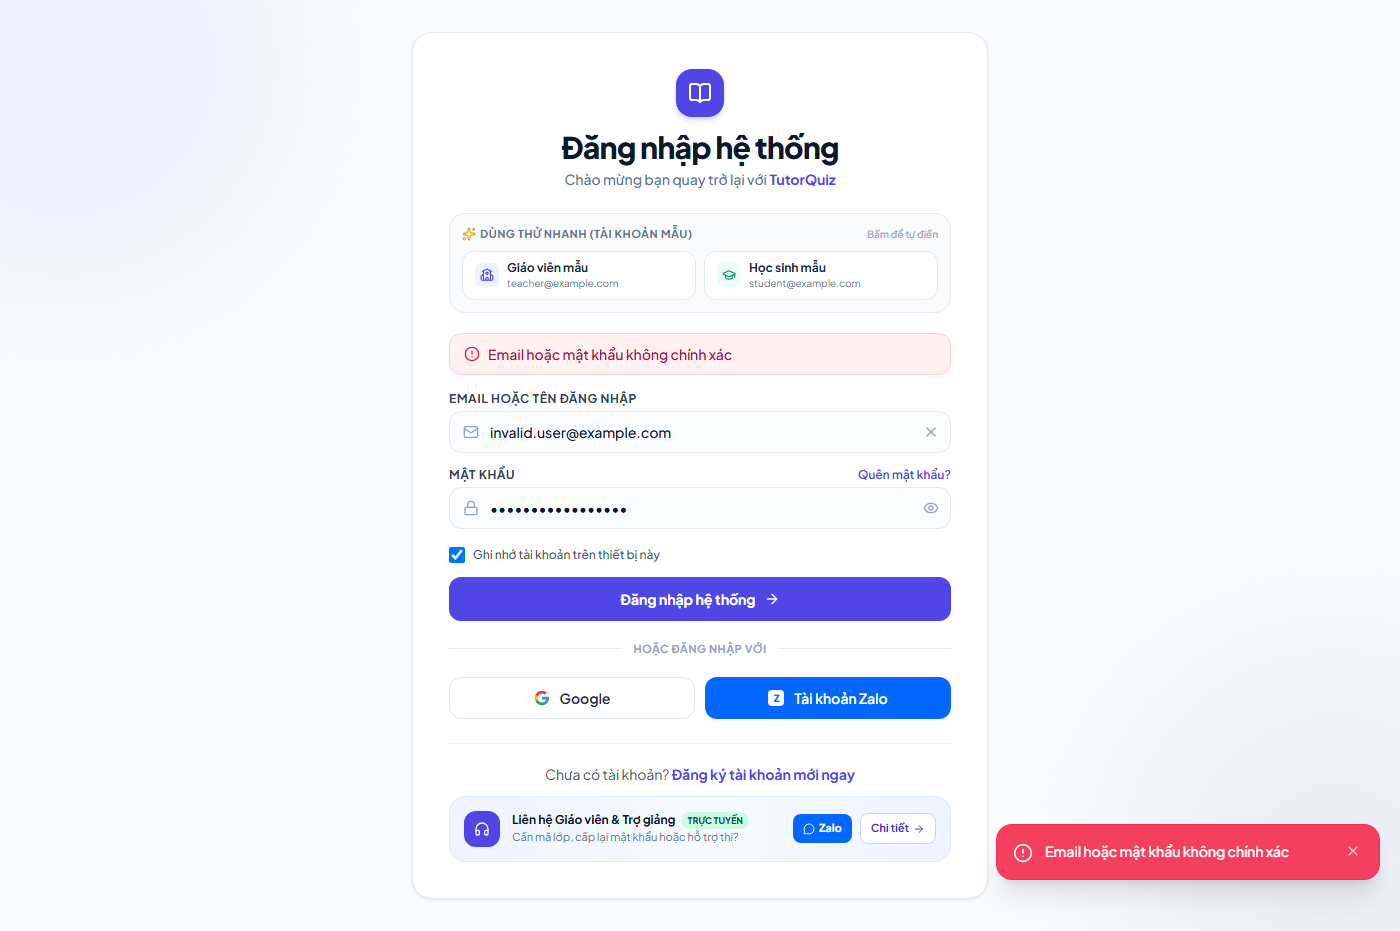 Đăng nhập hệ thống
Chào mừng bạn quay trở lại với TutorQuiz
DÙNG THỬ NHANH (TÀI KHOẢN MẪU)
Bấm để tự điền
Giáo viên mẫu
teacher@example.com
Học sinh mẫu
student@example.com
Email hoặc mật khẩu không chính xác
EMAIL HOẶC TÊN ĐĂNG NHẬP
invalid.user@example.com
MẬT KHẨU
Quên mật khẩu?
Ghi nhớ tài khoản trên thiết bị này
Đăng nhập hệ thống
HOẶC ĐĂNG NHẬP VỚI
Google
Z Tài khoản Zalo
Chưa có tài khoản? Đăng ký tài khoản mới ngay
Liên hệ Giáo viên & Trợ giảng
TRỰC TUYẾN
Cần mã lớp, cấp lại mật khẩu hoặc hỗ trợ thi?
Zalo
Chi tiết
Email hoặc mật khẩu không chính xác